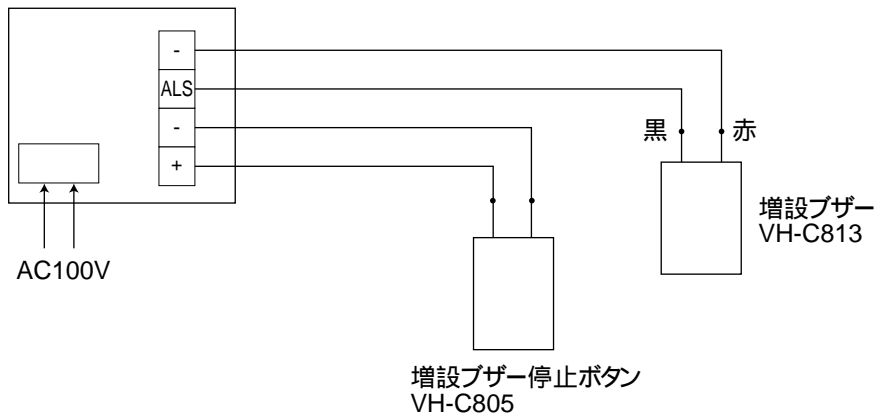 -
ALS
-
+
AC100V
黒
赤
増設ブザー
VH-C813
増設ブザー停止ボタン
VH-C805